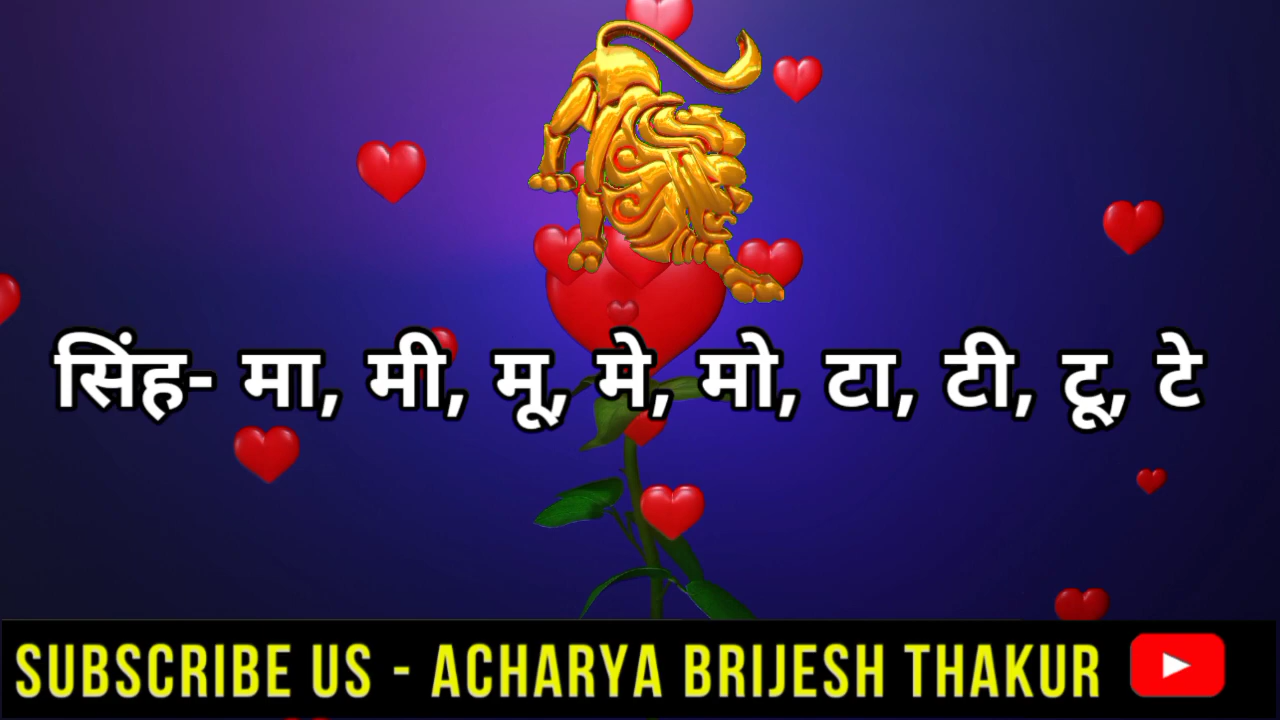 सिंह- मा, मी, मू, मे, मो, टा, टी, टू, टे
SUBSCRIBE US - ACHARYA BRIJESH THAKUR